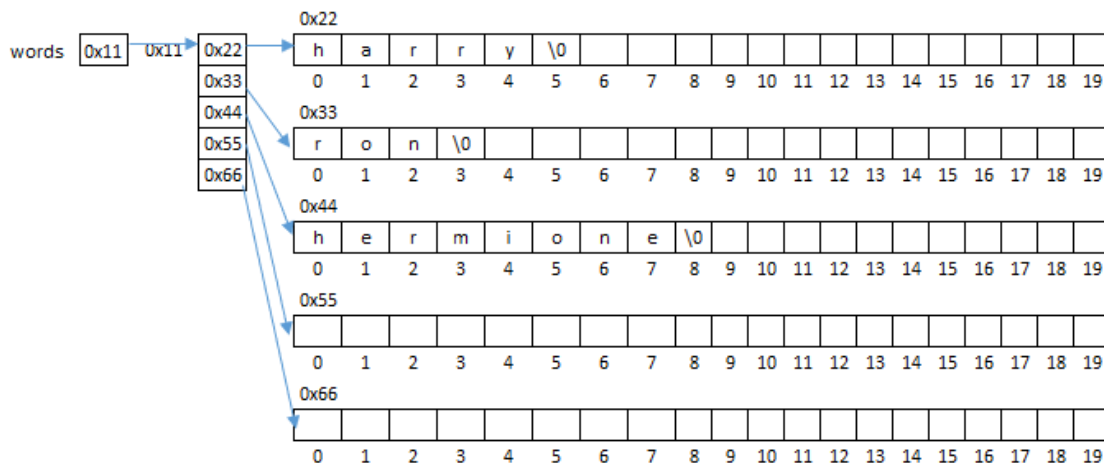 0x22
words 0x11 0x11 0x22 h a r r y \0
0x33 0 1 2 3 4 5 6 7 8 9 10 11 12 13 14 15 16 17 18 19
0x44 0x33
0x55 r o n \0
0x66 0 1 2 3 4 5 6 7 8 9 10 11 12 13 14 15 16 17 18 19
0x44
h e r m i o n e \0
0 1 2 3 4 5 6 7 8 9 10 11 12 13 14 15 16 17 18 19
0x55
0 1 2 3 4 5 6 7 8 9 10 11 12 13 14 15 16 17 18 19
0x66
0 1 2 3 4 5 6 7 8 9 10 11 12 13 14 15 16 17 18 19